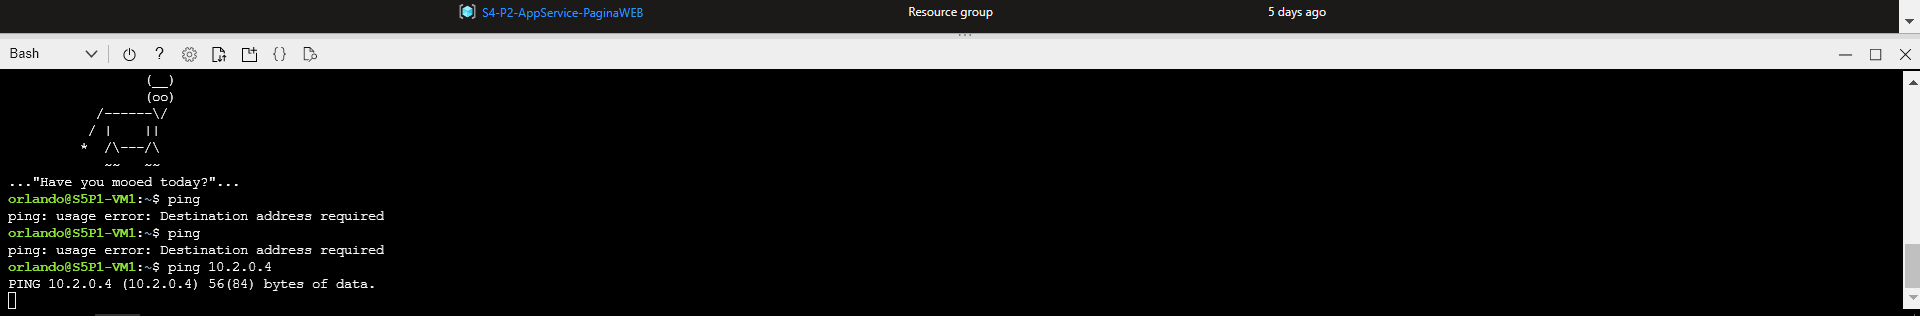 S4-P2-AppService-PaginaWEB Resource group 5 days ago
Bash
(__)
(oo)
/------\/
/ |    ||
*  /\---/\
~~   ~~
..."Have you mooed today?"...
orlando@S5P1-VM1:~$ ping
ping: usage error: Destination address required
orlando@S5P1-VM1:~$ ping
ping: usage error: Destination address required
orlando@S5P1-VM1:~$ ping 10.2.0.4
PING 10.2.0.4 (10.2.0.4) 56(84) bytes of data.